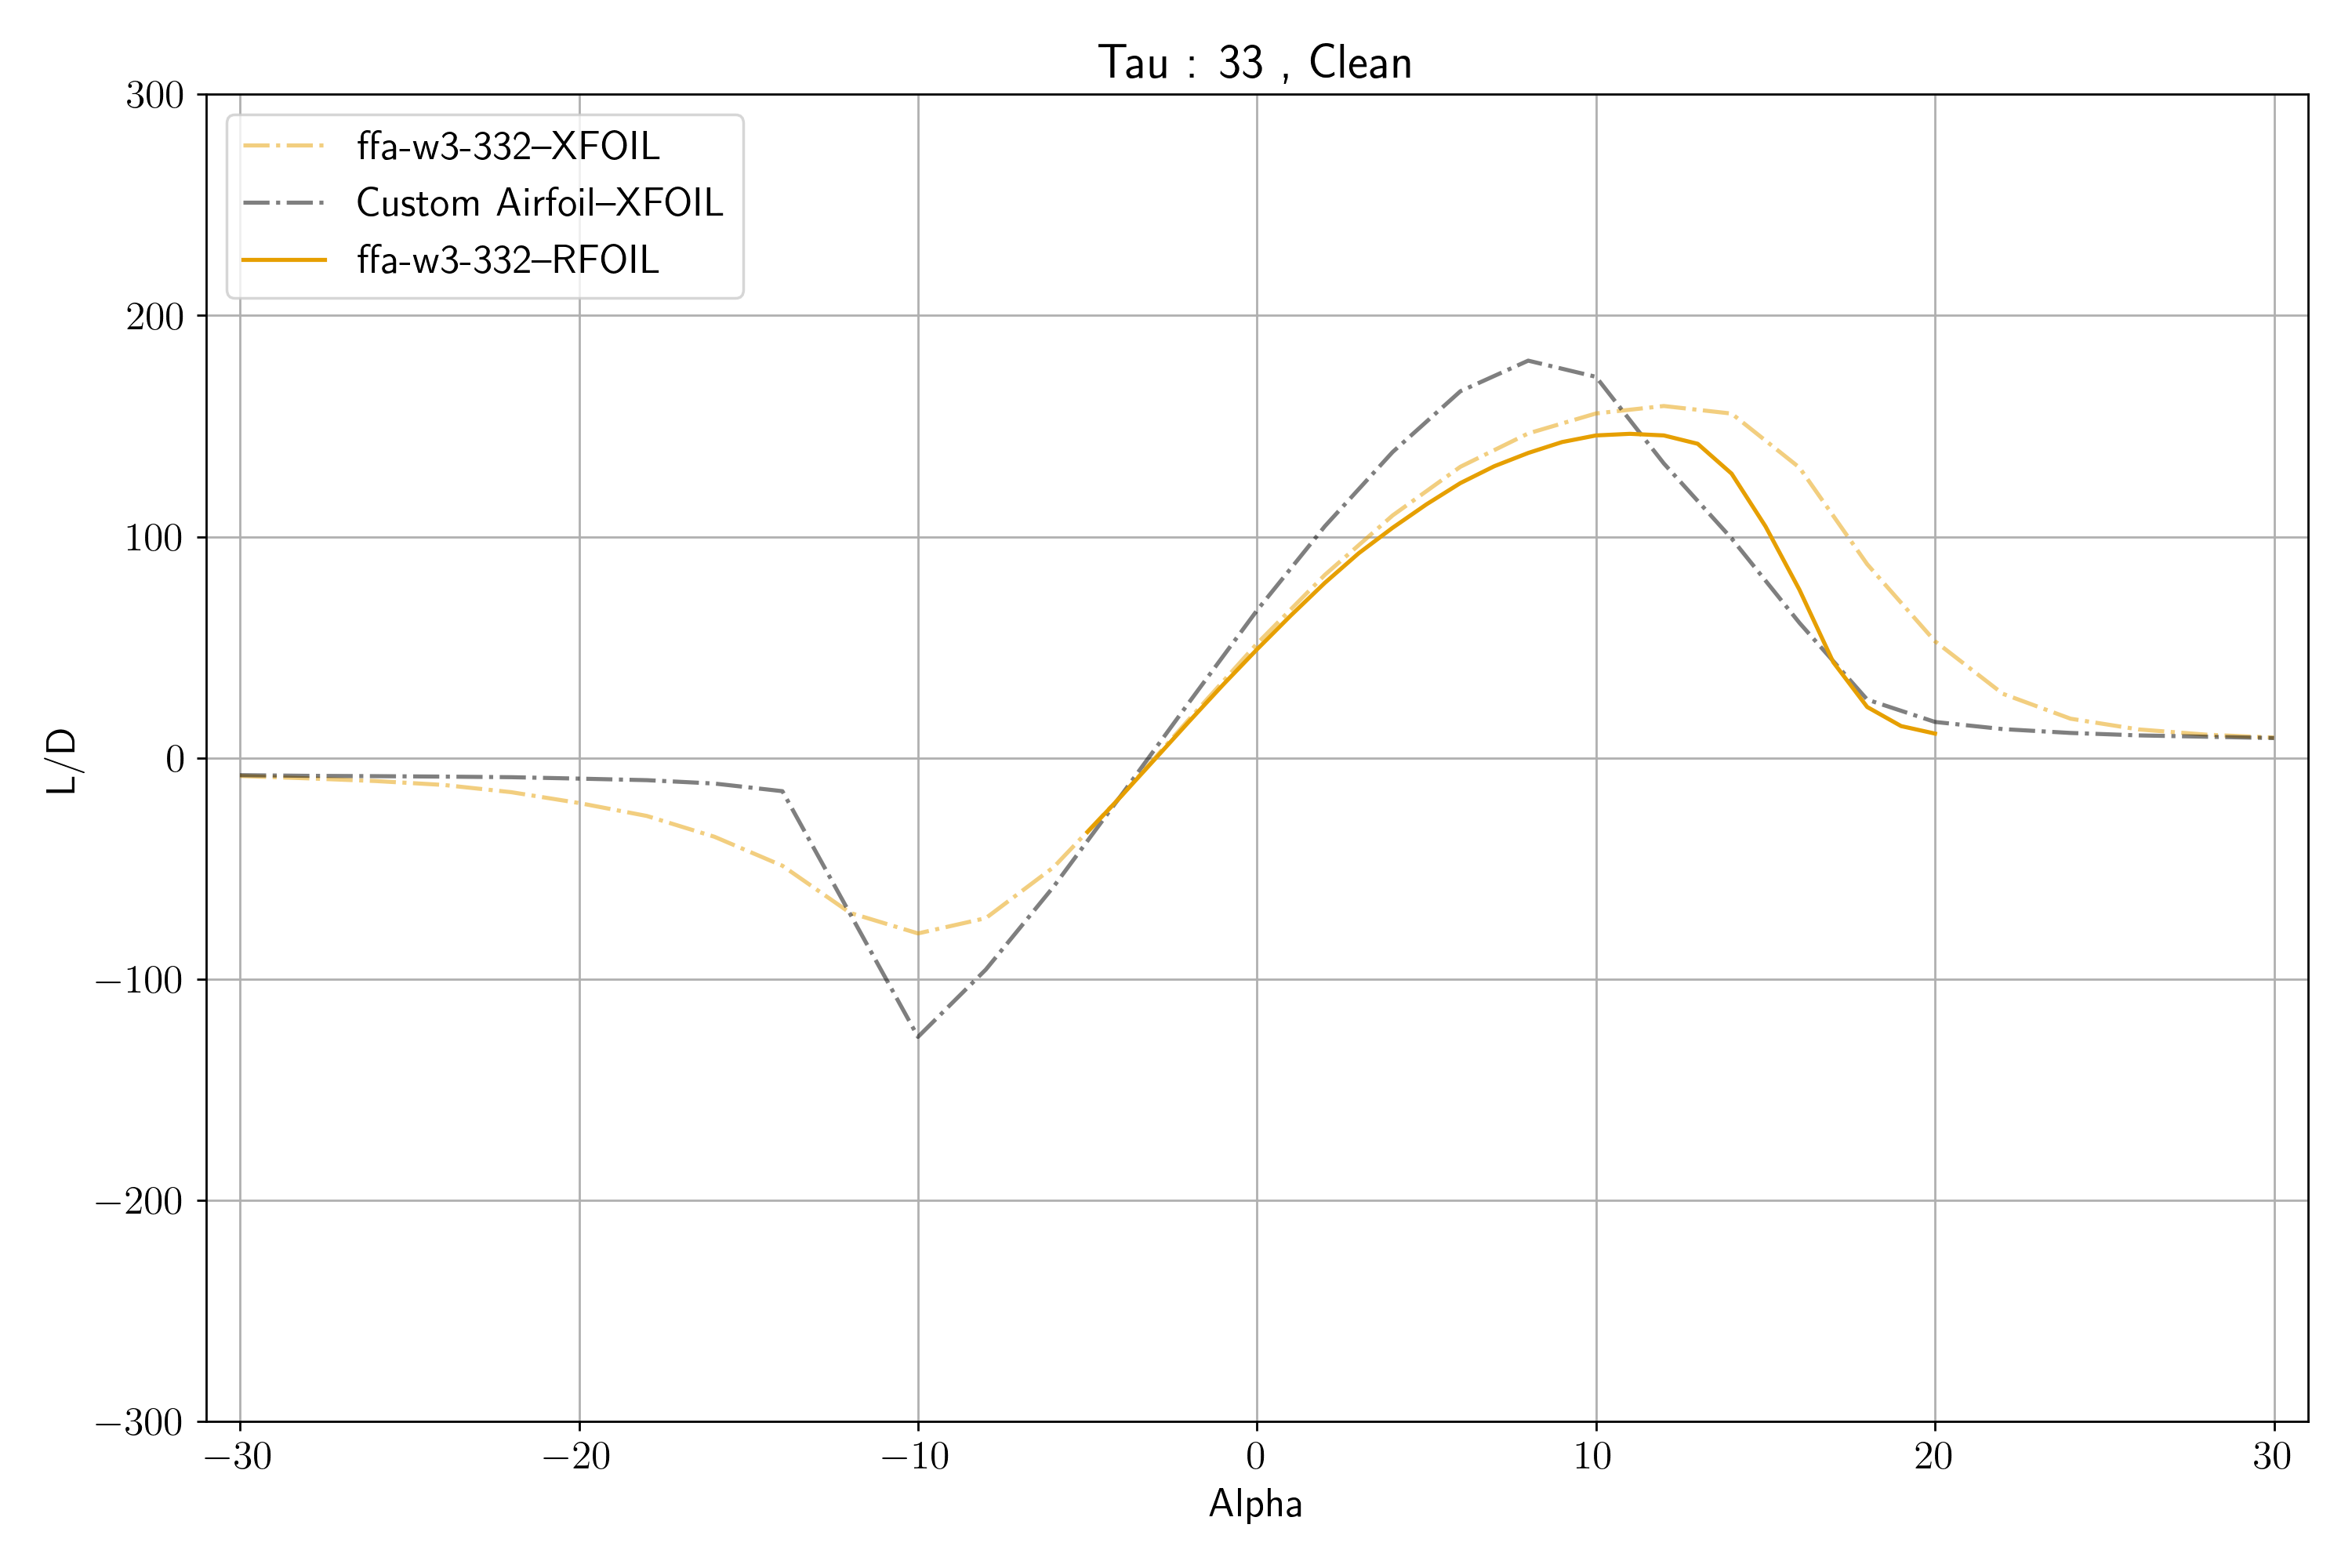 Tau : 33 , Clean
ffa-w3-332–XFOIL
Custom Airfoil–XFOIL
ffa-w3-332–RFOIL
L/D
300
200
100
0
−100
−200
−300
−30 −20 −10 0 10 20 30
Alpha